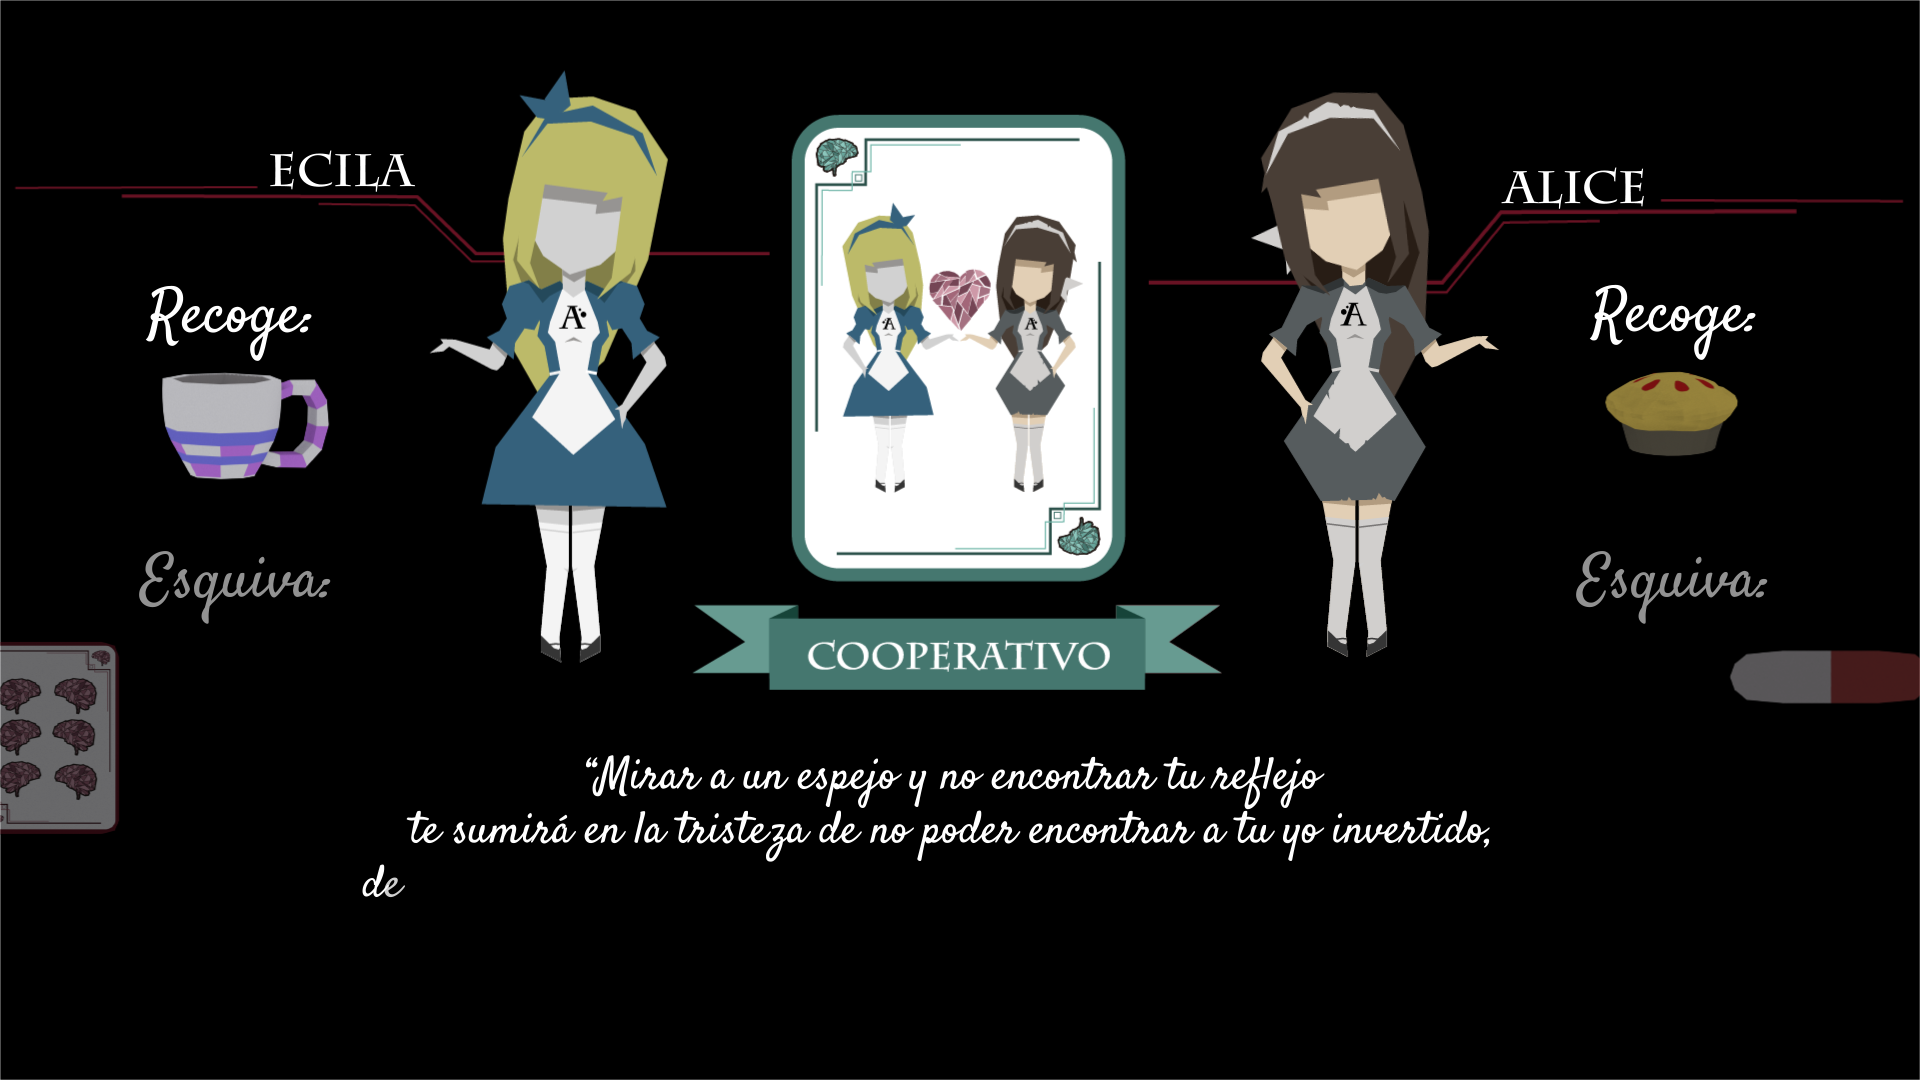 ECILA
ALICE
Recoge:
Recoge:
A
A
A
A
Esquiva:
Esquiva:
COOPERATIVO
“Mirar a un espejo y no encontrar tu reflejo
te sumirá en la tristeza de no poder encontrar a tu yo invertido,
de